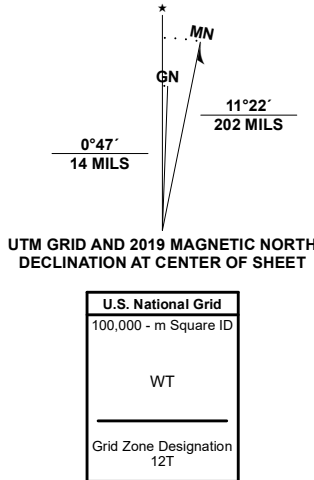 ★
MN
GN
11°22´
202 MILS
0°47´
14 MILS
UTM GRID AND 2019 MAGNETIC NORTH
DECLINATION AT CENTER OF SHEET
U.S. National Grid
100,000 - m Square ID
WT
Grid Zone Designation
12T